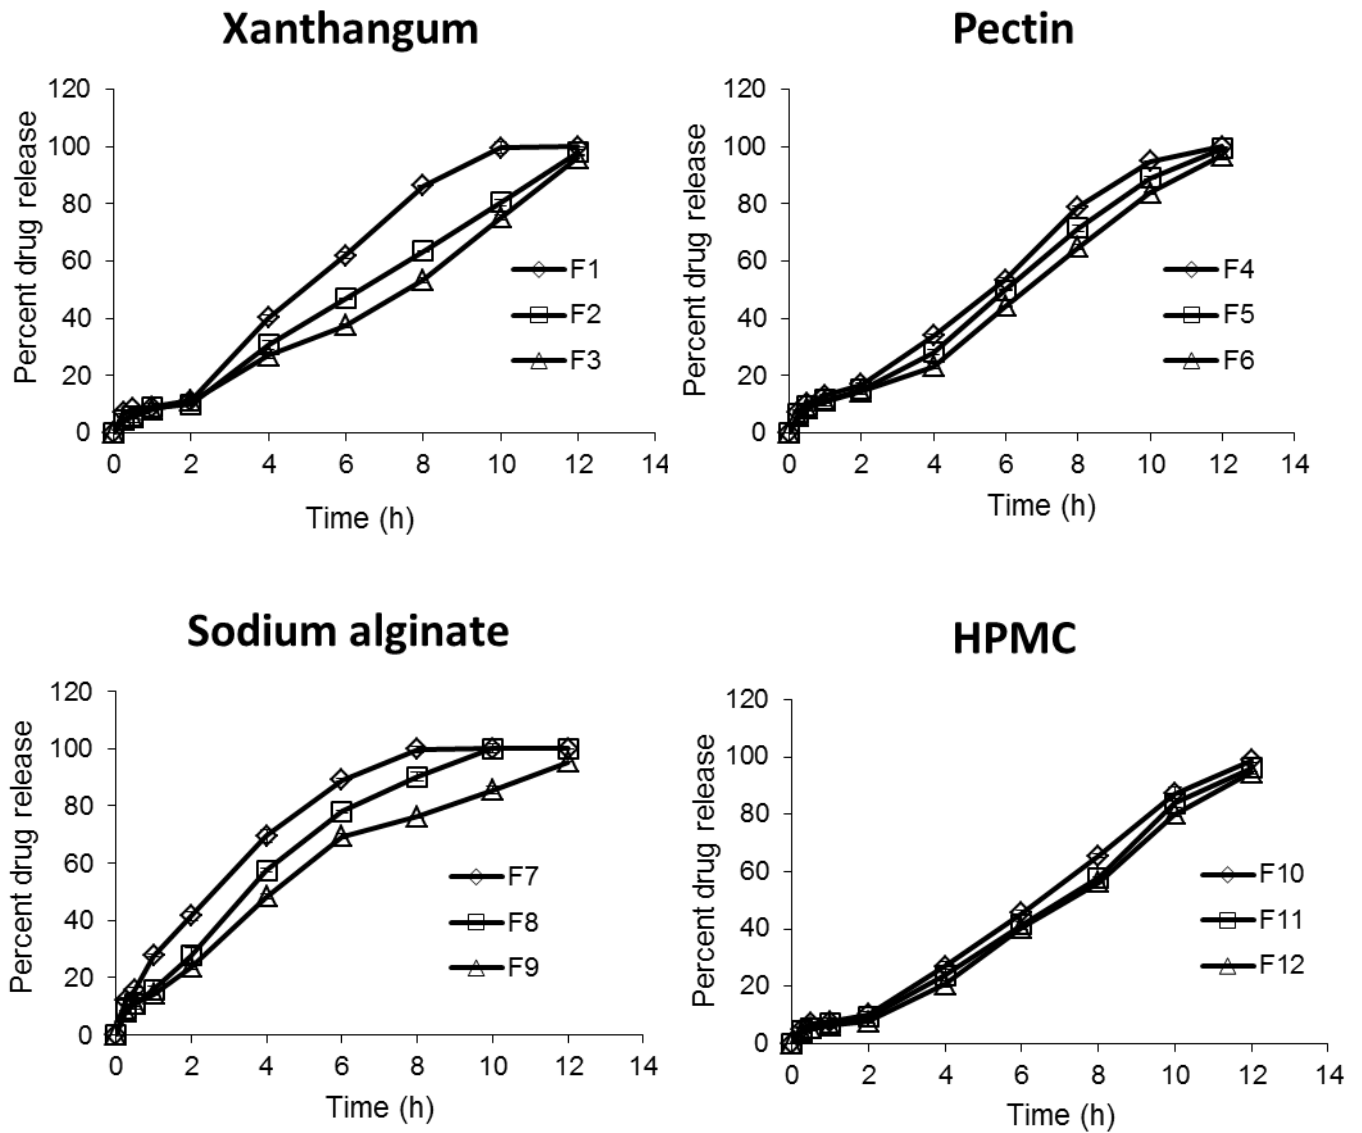 Xanthangum
Percent drug release
120
100
80
60
40
20
0
0 2 4 6 8 10 12 14
Time (h)
F1
F2
F3
Pectin
Percent drug release
120
100
80
60
40
20
0
0 2 4 6 8 10 12 14
Time (h)
F4
F5
F6
Sodium alginate
Percent drug release
120
100
80
60
40
20
0
0 2 4 6 8 10 12
Time (h)
F7
F8
F9
HPMC
Percent drug release
120
100
80
60
40
20
0
0 2 4 6 8 10 12 14
Time (h)
F10
F11
F12